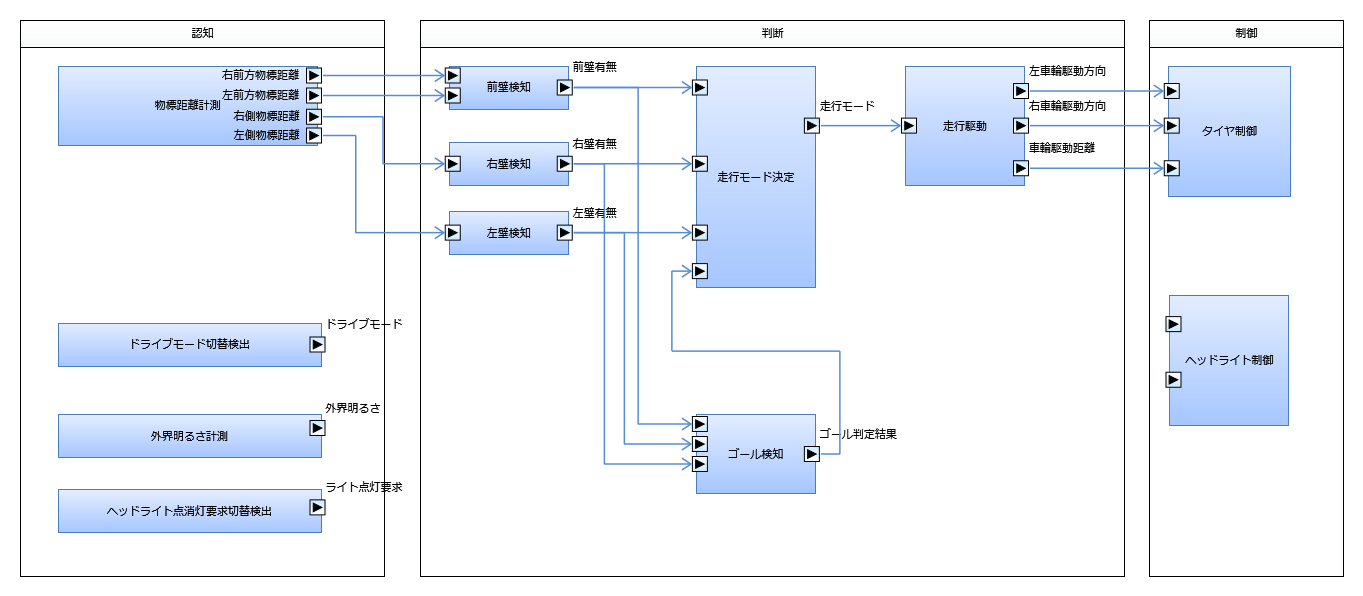 認知
物標距離計測
右前方物標距離
左前方物標距離
右側物標距離
左側物標距離
ドライブモード切替検出
ドライブモード
外界明るさ計測
外界明るさ
ヘッドライト点消灯要求切替検出
ライト点灯要求
判断
前壁検知
前壁有無
右壁検知
右壁有無
左壁検知
左壁有無
走行モード決定
走行モード
走行駆動
左車輪駆動方向
右車輪駆動方向
車輪駆動距離
ゴール検知
ゴール判定結果
制御
タイヤ制御
ヘッドライト制御